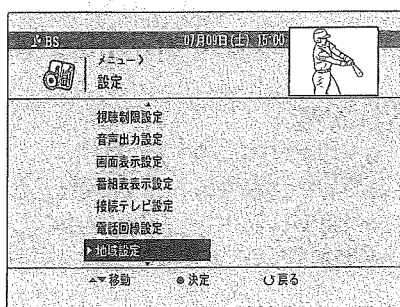 BS 07月09日(土) 15:00
メニュー〉
設定
視聴制限設定
音声出力設定
画面表示設定
番組表表示設定
接続テレビ設定
電話回線設定
地域設定
移動 決定 戻る